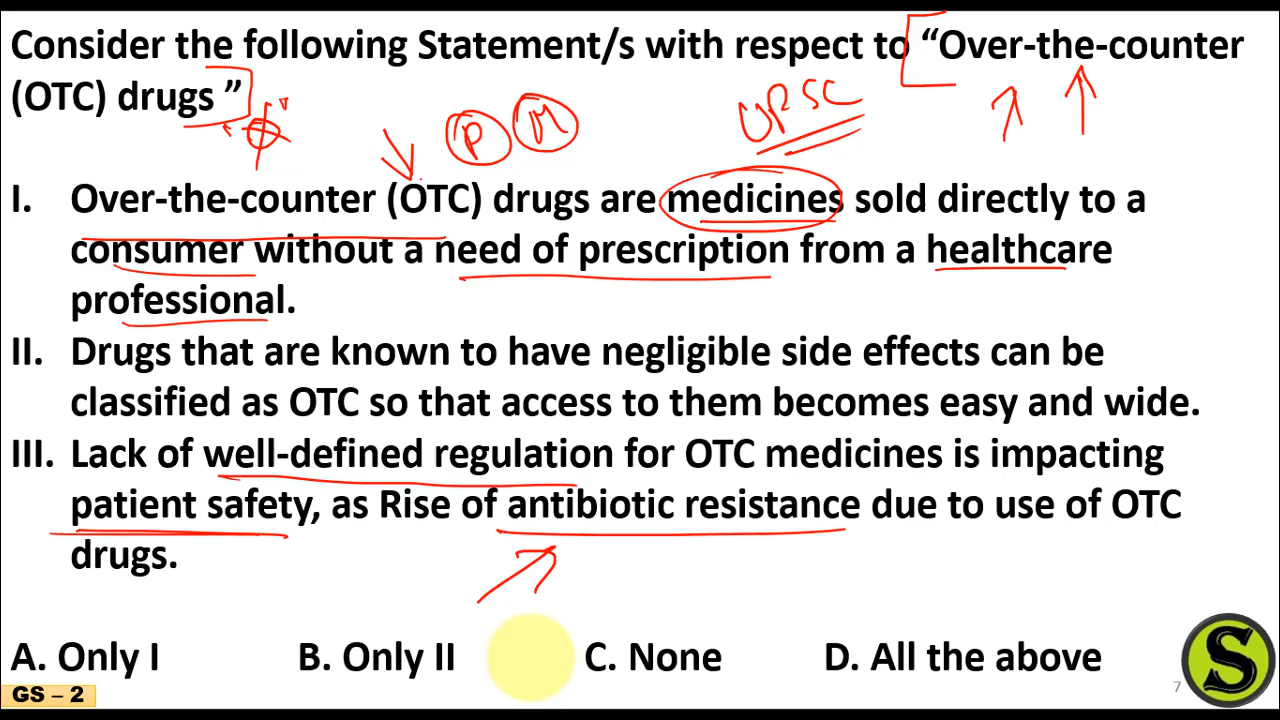 Consider the following Statement/s with respect to “Over-the-counter
(OTC) drugs ”
P M
UPSC
I. Over-the-counter (OTC) drugs are medicines sold directly to a
consumer without a need of prescription from a healthcare
professional.
II. Drugs that are known to have negligible side effects can be
classified as OTC so that access to them becomes easy and wide.
III. Lack of well-defined regulation for OTC medicines is impacting
patient safety, as Rise of antibiotic resistance due to use of OTC
drugs.
A. Only I B. Only II C. None D. All the above
GS – 2
7
S